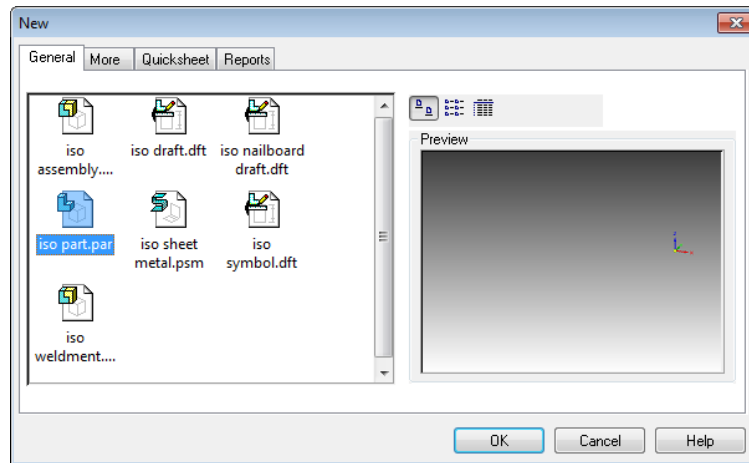 New
General More Quicksheet Reports
iso assembly....
iso draft.dft
iso nailboard draft.dft
Preview
iso part.par
iso sheet metal.psm
iso symbol.dft
iso weldment....
OK Cancel Help